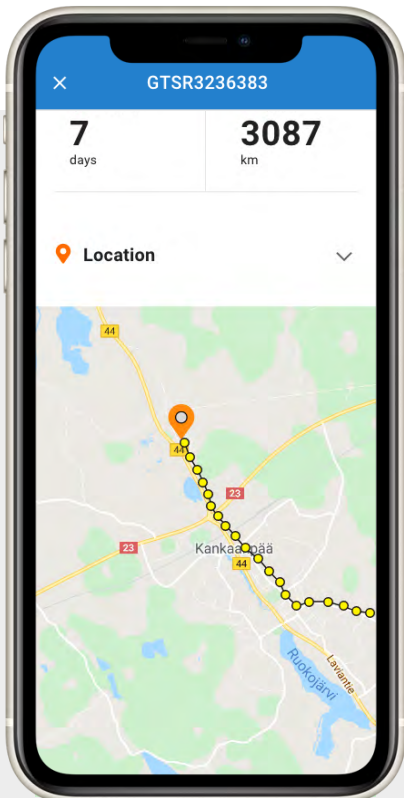 GTSR3236383
7
days
3087
km
Location
44
44
23
23
Kankaanpää
44
Ruokojärvi
Laviantie